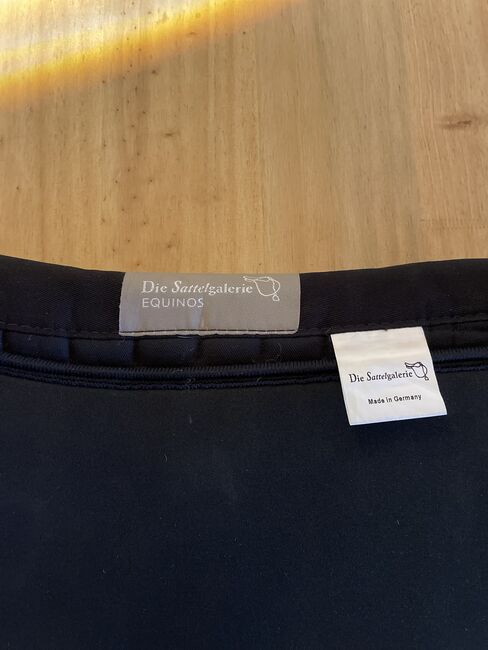 Die Sattelgalerie
EQUINOS
Die Sattelgalerie
Made in Germany